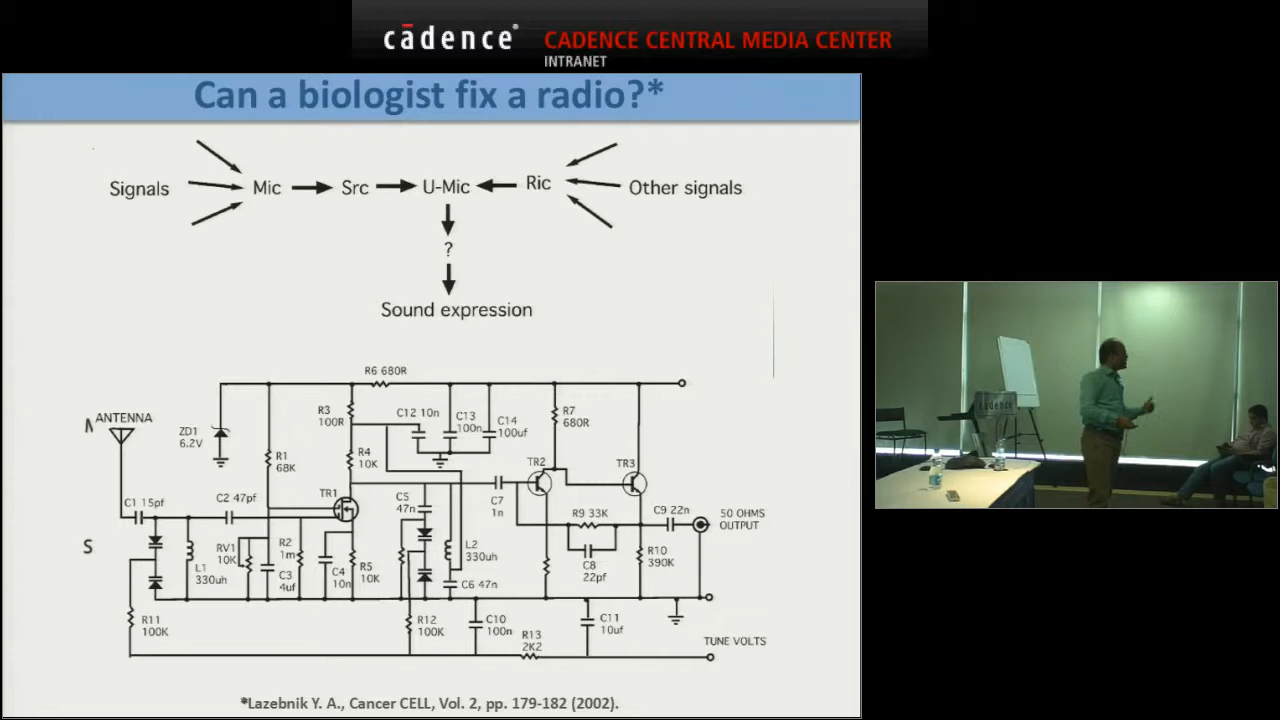 cādence® CADENCE CENTRAL MEDIA CENTER
INTRANET
Can a biologist fix a radio?*
Signals Mic Src U-Mic Ric Other signals
?
Sound expression
R6 680R
ANTENNA
ZD1
6.2V
R3
100R
C12 10n
C13
100n
C14
100uf
R7
680R
R1
68K
R4
10K
TR2
TR3
C1 15pf
C2 47pf
TR1
C5
47n
C7
1n
R9 33K
C9 22n
50 OHMS
OUTPUT
S
RV1
10K
R2
1m
L1
330uh
C3
4uf
C4
10n
R5
10K
L2
330uh
C6 47n
C8
22pf
R10
390K
R11
100K
R12
100K
C10
100n
R13
2K2
C11
10uf
TUNE VOLTS
*Lazebnik Y. A., Cancer CELL, Vol. 2, pp. 179-182 (2002).
cādence